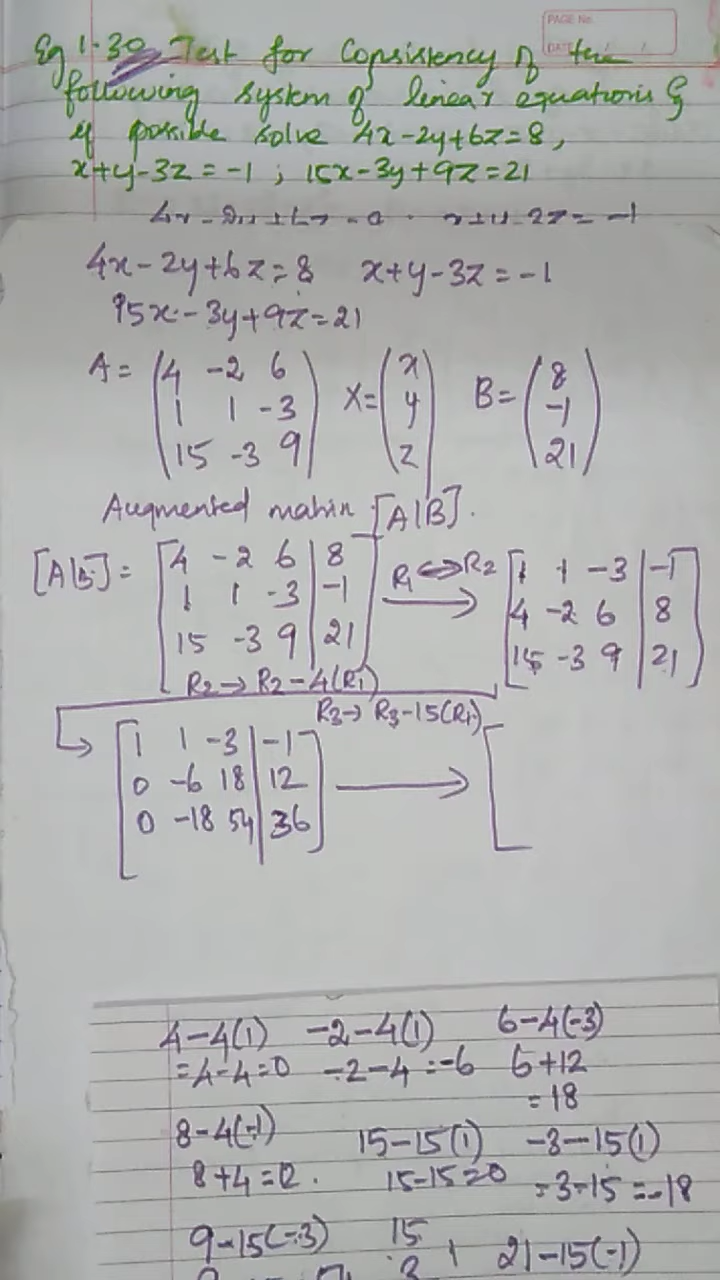 PAGE No.
DATE
Eg 1.30 Test for Consistency of the
following system of linear equations &
if possible solve 4x-2y+6z=8,
x+y-3z=-1; 15x-3y+9z=21
4x-2y+6z=8 x+y-3z=-1
15x-3y+9z=21
A = (4 -2 6 X = (x B = (8
1 1 -3 y -1
15 -3 9) z) 21)
Augmented matrix [A|B].
[A|B] = [4 -2 6 | 8 R1⇔R2 [1 1 -3 | -1
1 1 -3 | -1 → 4 -2 6 | 8
15 -3 9 | 21] 15 -3 9 | 21]
R2→R2-4(R1)
R3→R3-15(R1)
[1 1 -3 | -1
0 -6 18 | 12 → [
0 -18 54 | 36]
4-4(1) -2-4(1) 6-4(-3)
=4-4=0 -2-4=-6 6+12
=18
8-4(-1) 15-15(1) -3-15(1)
8+4=12. 15-15=0 =-3-15=-18
9-15(-3) 15 21-15(-1)